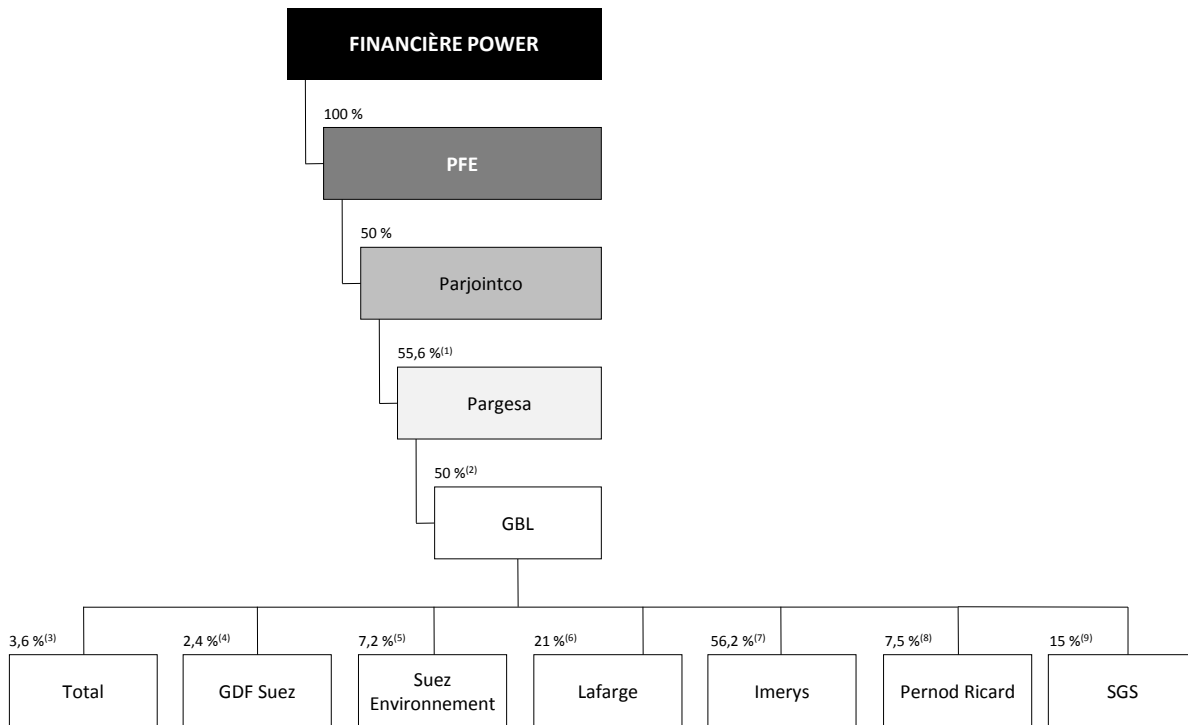 FINANCIÈRE POWER
100 %
PFE
50 %
Parjointco
55,6 %(1)
Pargesa
50 %(2)
GBL
3,6 %(3)
2,4 %(4)
7,2 %(5)
21 %(6)
56,2 %(7)
7,5 %(8)
15 %(9)
Total
GDF Suez
Suez
Environnement
Lafarge
Imerys
Pernod Ricard
SGS